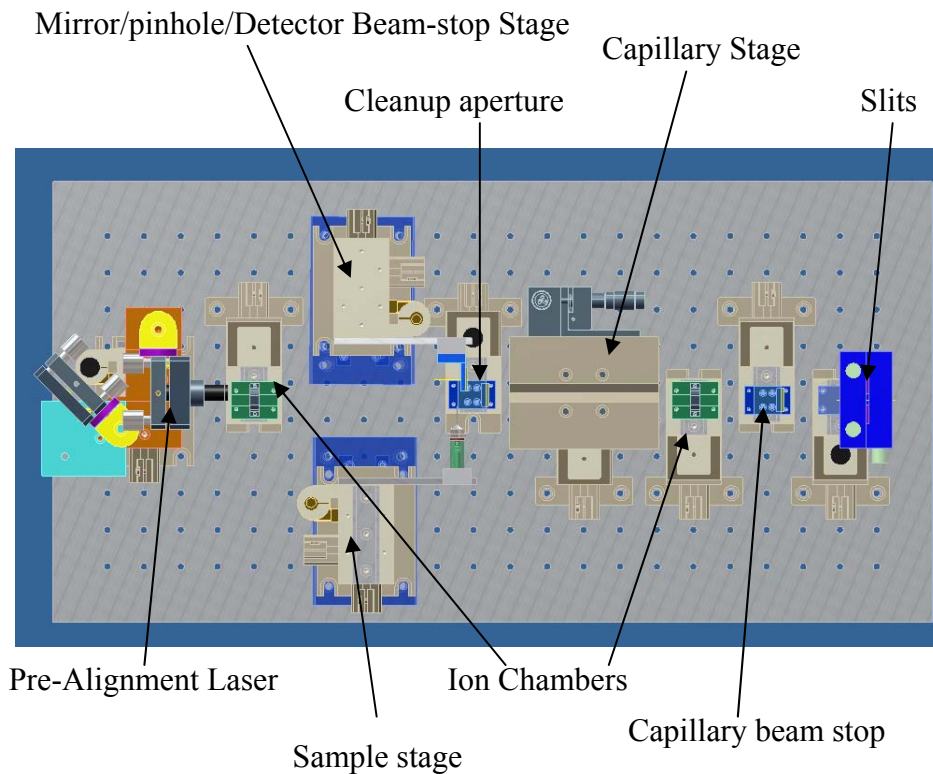 Mirror/pinhole/Detector Beam-stop Stage
Capillary Stage
Cleanup aperture
Slits
Pre-Alignment Laser
Ion Chambers
Capillary beam stop
Sample stage